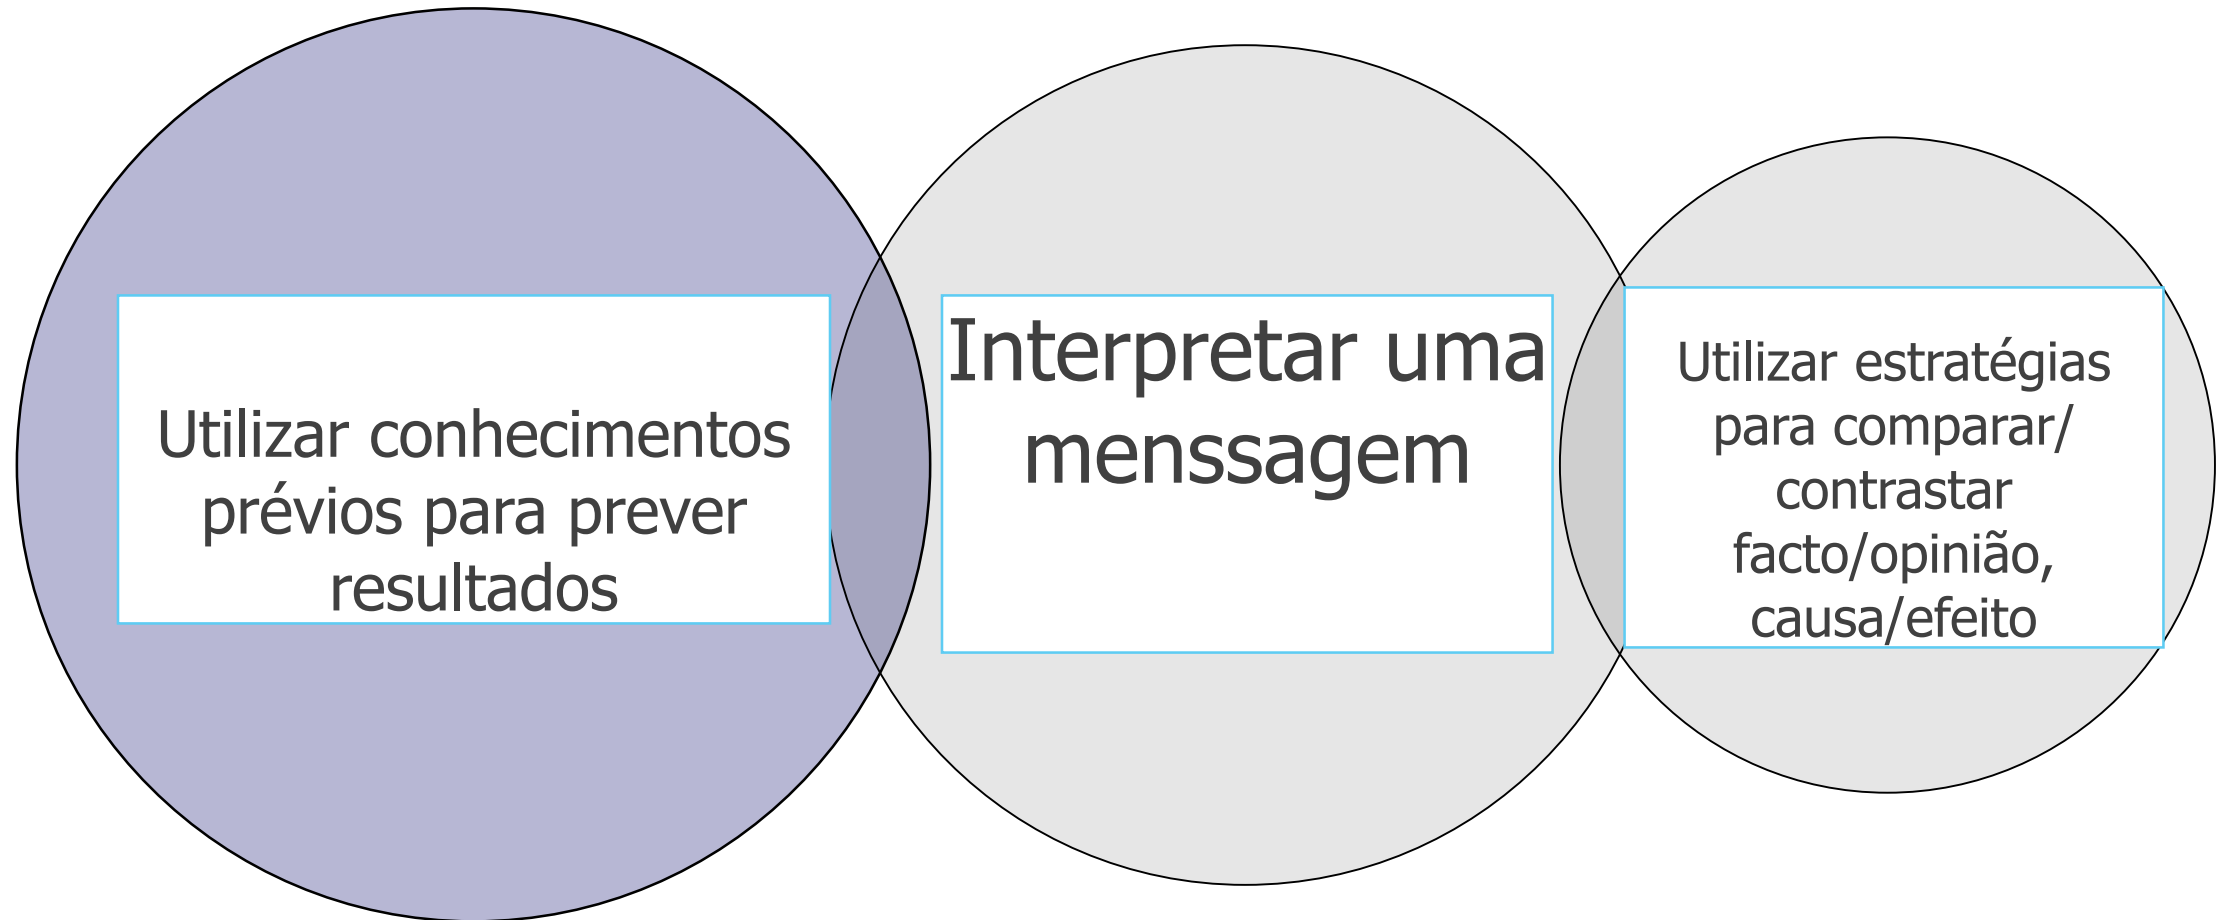 Utilizar conhecimentos
prévios para prever
resultados
Interpretar uma
menssagem
Utilizar estratégias
para comparar/
contrastar
facto/opinião,
causa/efeito